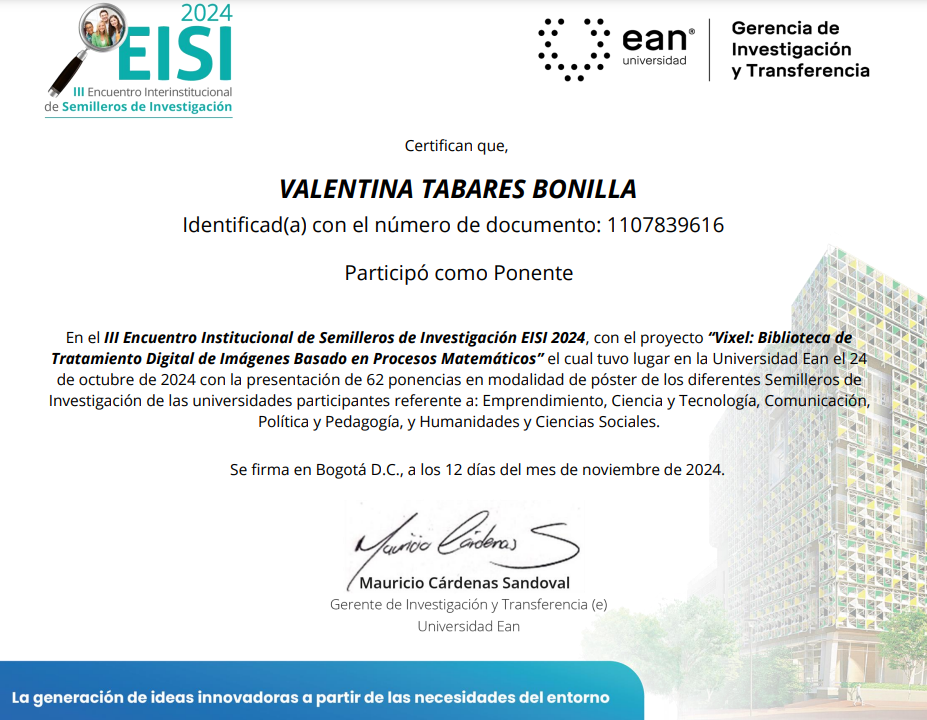 2024
EISI
III Encuentro Interinstitucional
de Semilleros de Investigación
ean®
universidad
Gerencia de
Investigación
y Transferencia
Certifican que,
VALENTINA TABARES BONILLA
Identificad(a) con el número de documento: 1107839616
Participó como Ponente
En el III Encuentro Institucional de Semilleros de Investigación EISI 2024, con el proyecto “Vixel: Biblioteca de
Tratamiento Digital de Imágenes Basado en Procesos Matemáticos” el cual tuvo lugar en la Universidad Ean el 24
de octubre de 2024 con la presentación de 62 ponencias en modalidad de póster de los diferentes Semilleros de
Investigación de las universidades participantes referente a: Emprendimiento, Ciencia y Tecnología, Comunicación,
Política y Pedagogía, y Humanidades y Ciencias Sociales.
Se firma en Bogotá D.C., a los 12 días del mes de noviembre de 2024.
Mauricio Cárdenas S
Mauricio Cárdenas Sandoval
Gerente de Investigación y Transferencia (e)
Universidad Ean
La generación de ideas innovadoras a partir de las necesidades del entorno